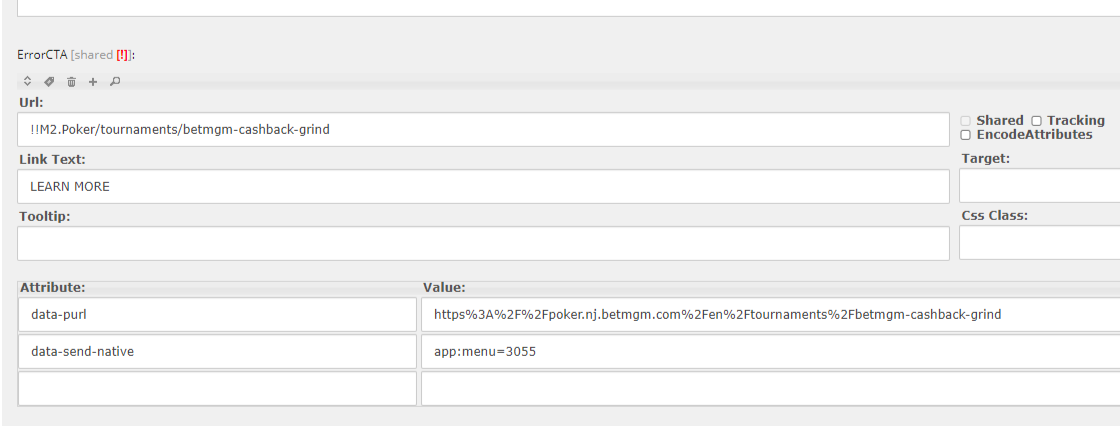 ErrorCTA [shared [!]]:
Url:
!!M2.Poker/tournaments/betmgm-cashback-grind
Shared Tracking
EncodeAttributes
Link Text:
Target:
LEARN MORE
Tooltip:
Css Class:
Attribute:
Value:
data-purl
https%3A%2F%2Fpoker.nj.betmgm.com%2Fen%2Ftournaments%2Fbetmgm-cashback-grind
data-send-native
app:menu=3055